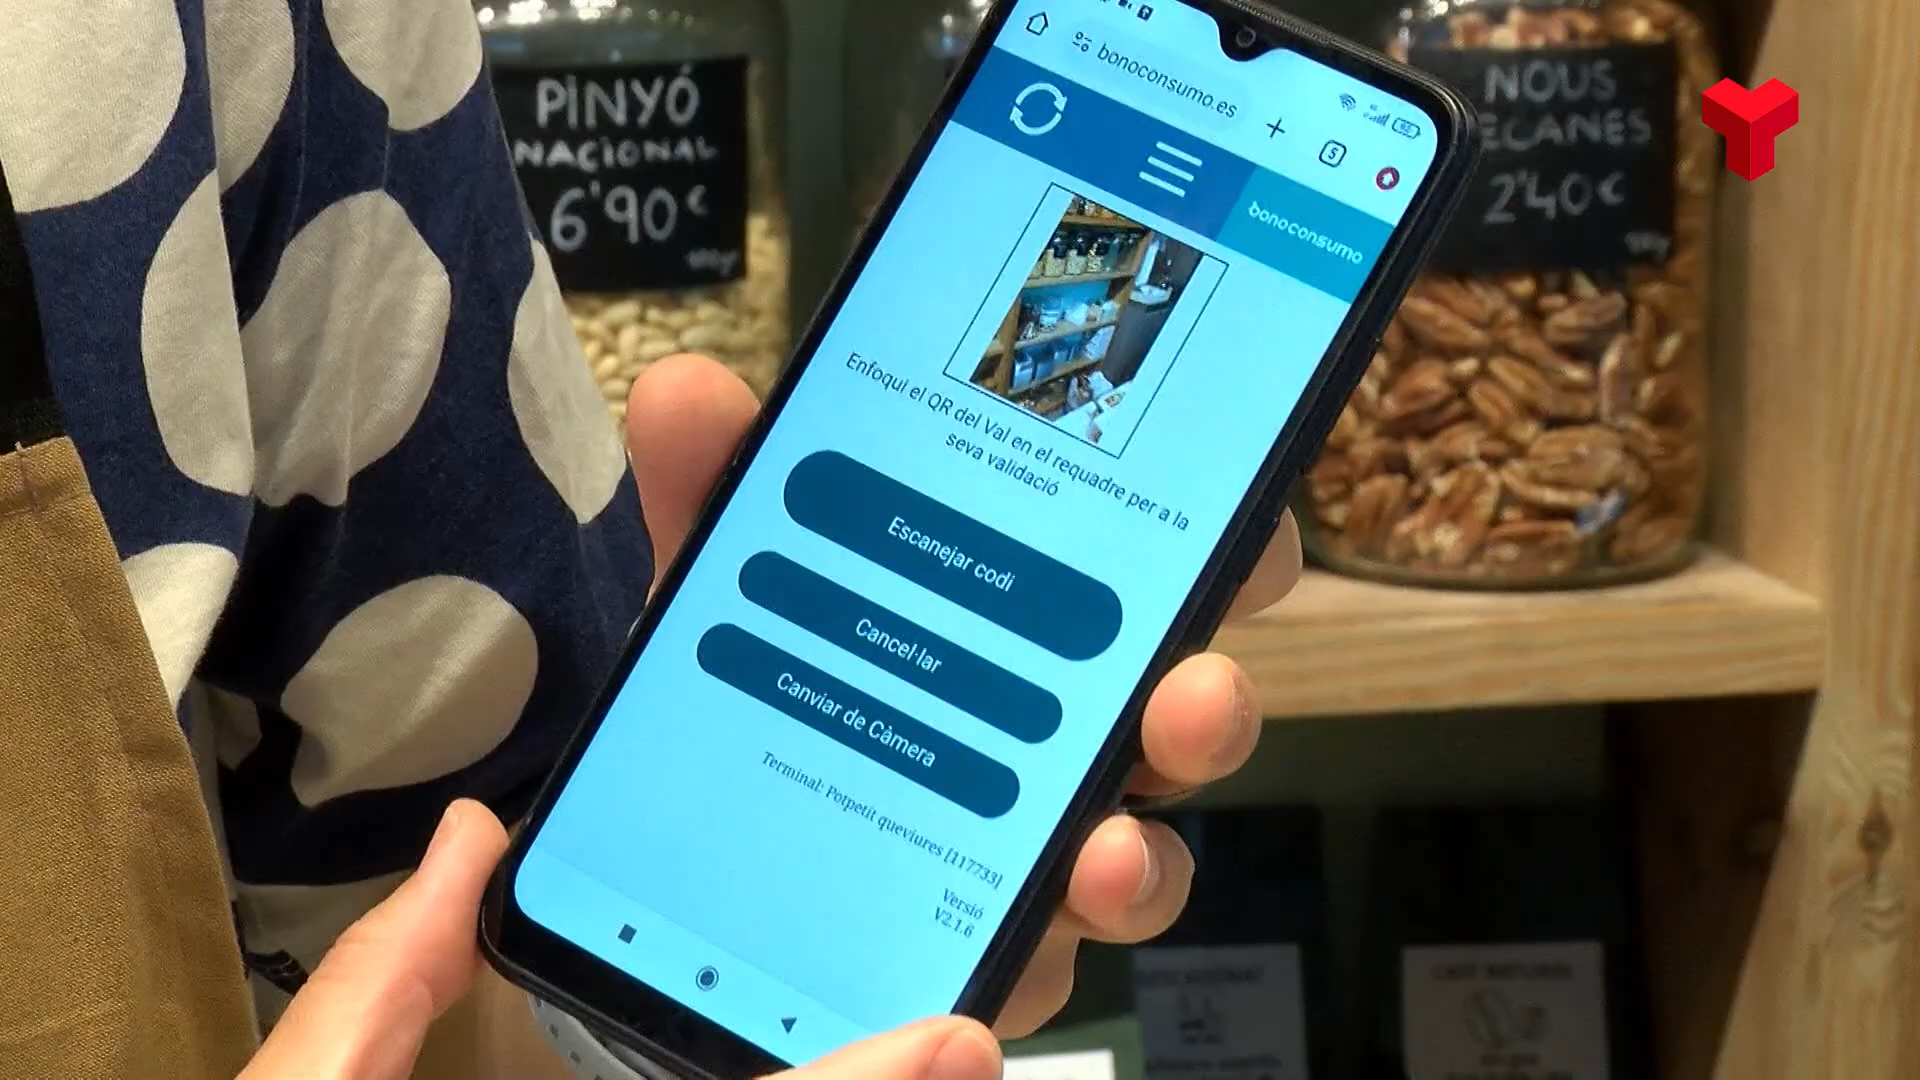 PINYÓ
NACIONAL
6'90€
NOUS
2'40€
bonoconsumo.es
5
bonoconsumo
Enfoqui el QR del Val en el requadre per a la
seva validació
Escanejar codi
Cancel·lar
Canviar de Càmera
Terminal: Potpetit queviures [117733]
Versió
V2.1.6